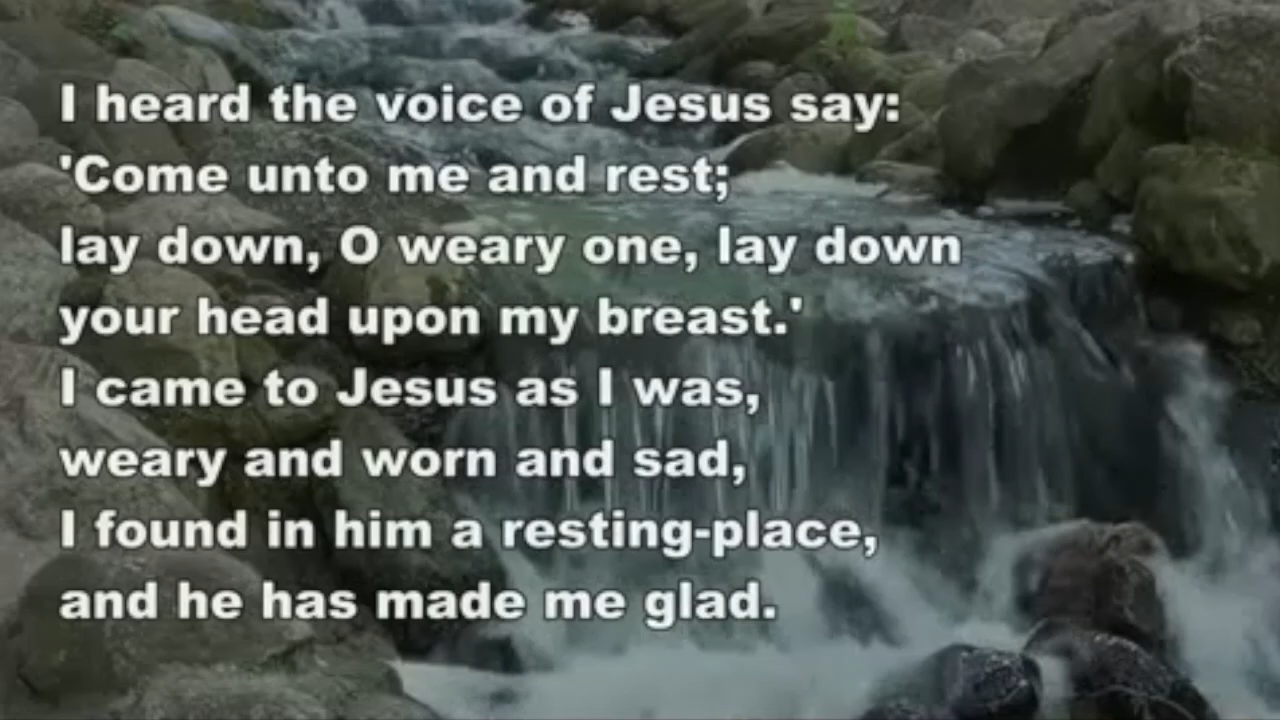 I heard the voice of Jesus say:
'Come unto me and rest;
lay down, O weary one, lay down
your head upon my breast.'
I came to Jesus as I was,
weary and worn and sad,
I found in him a resting-place,
and he has made me glad.